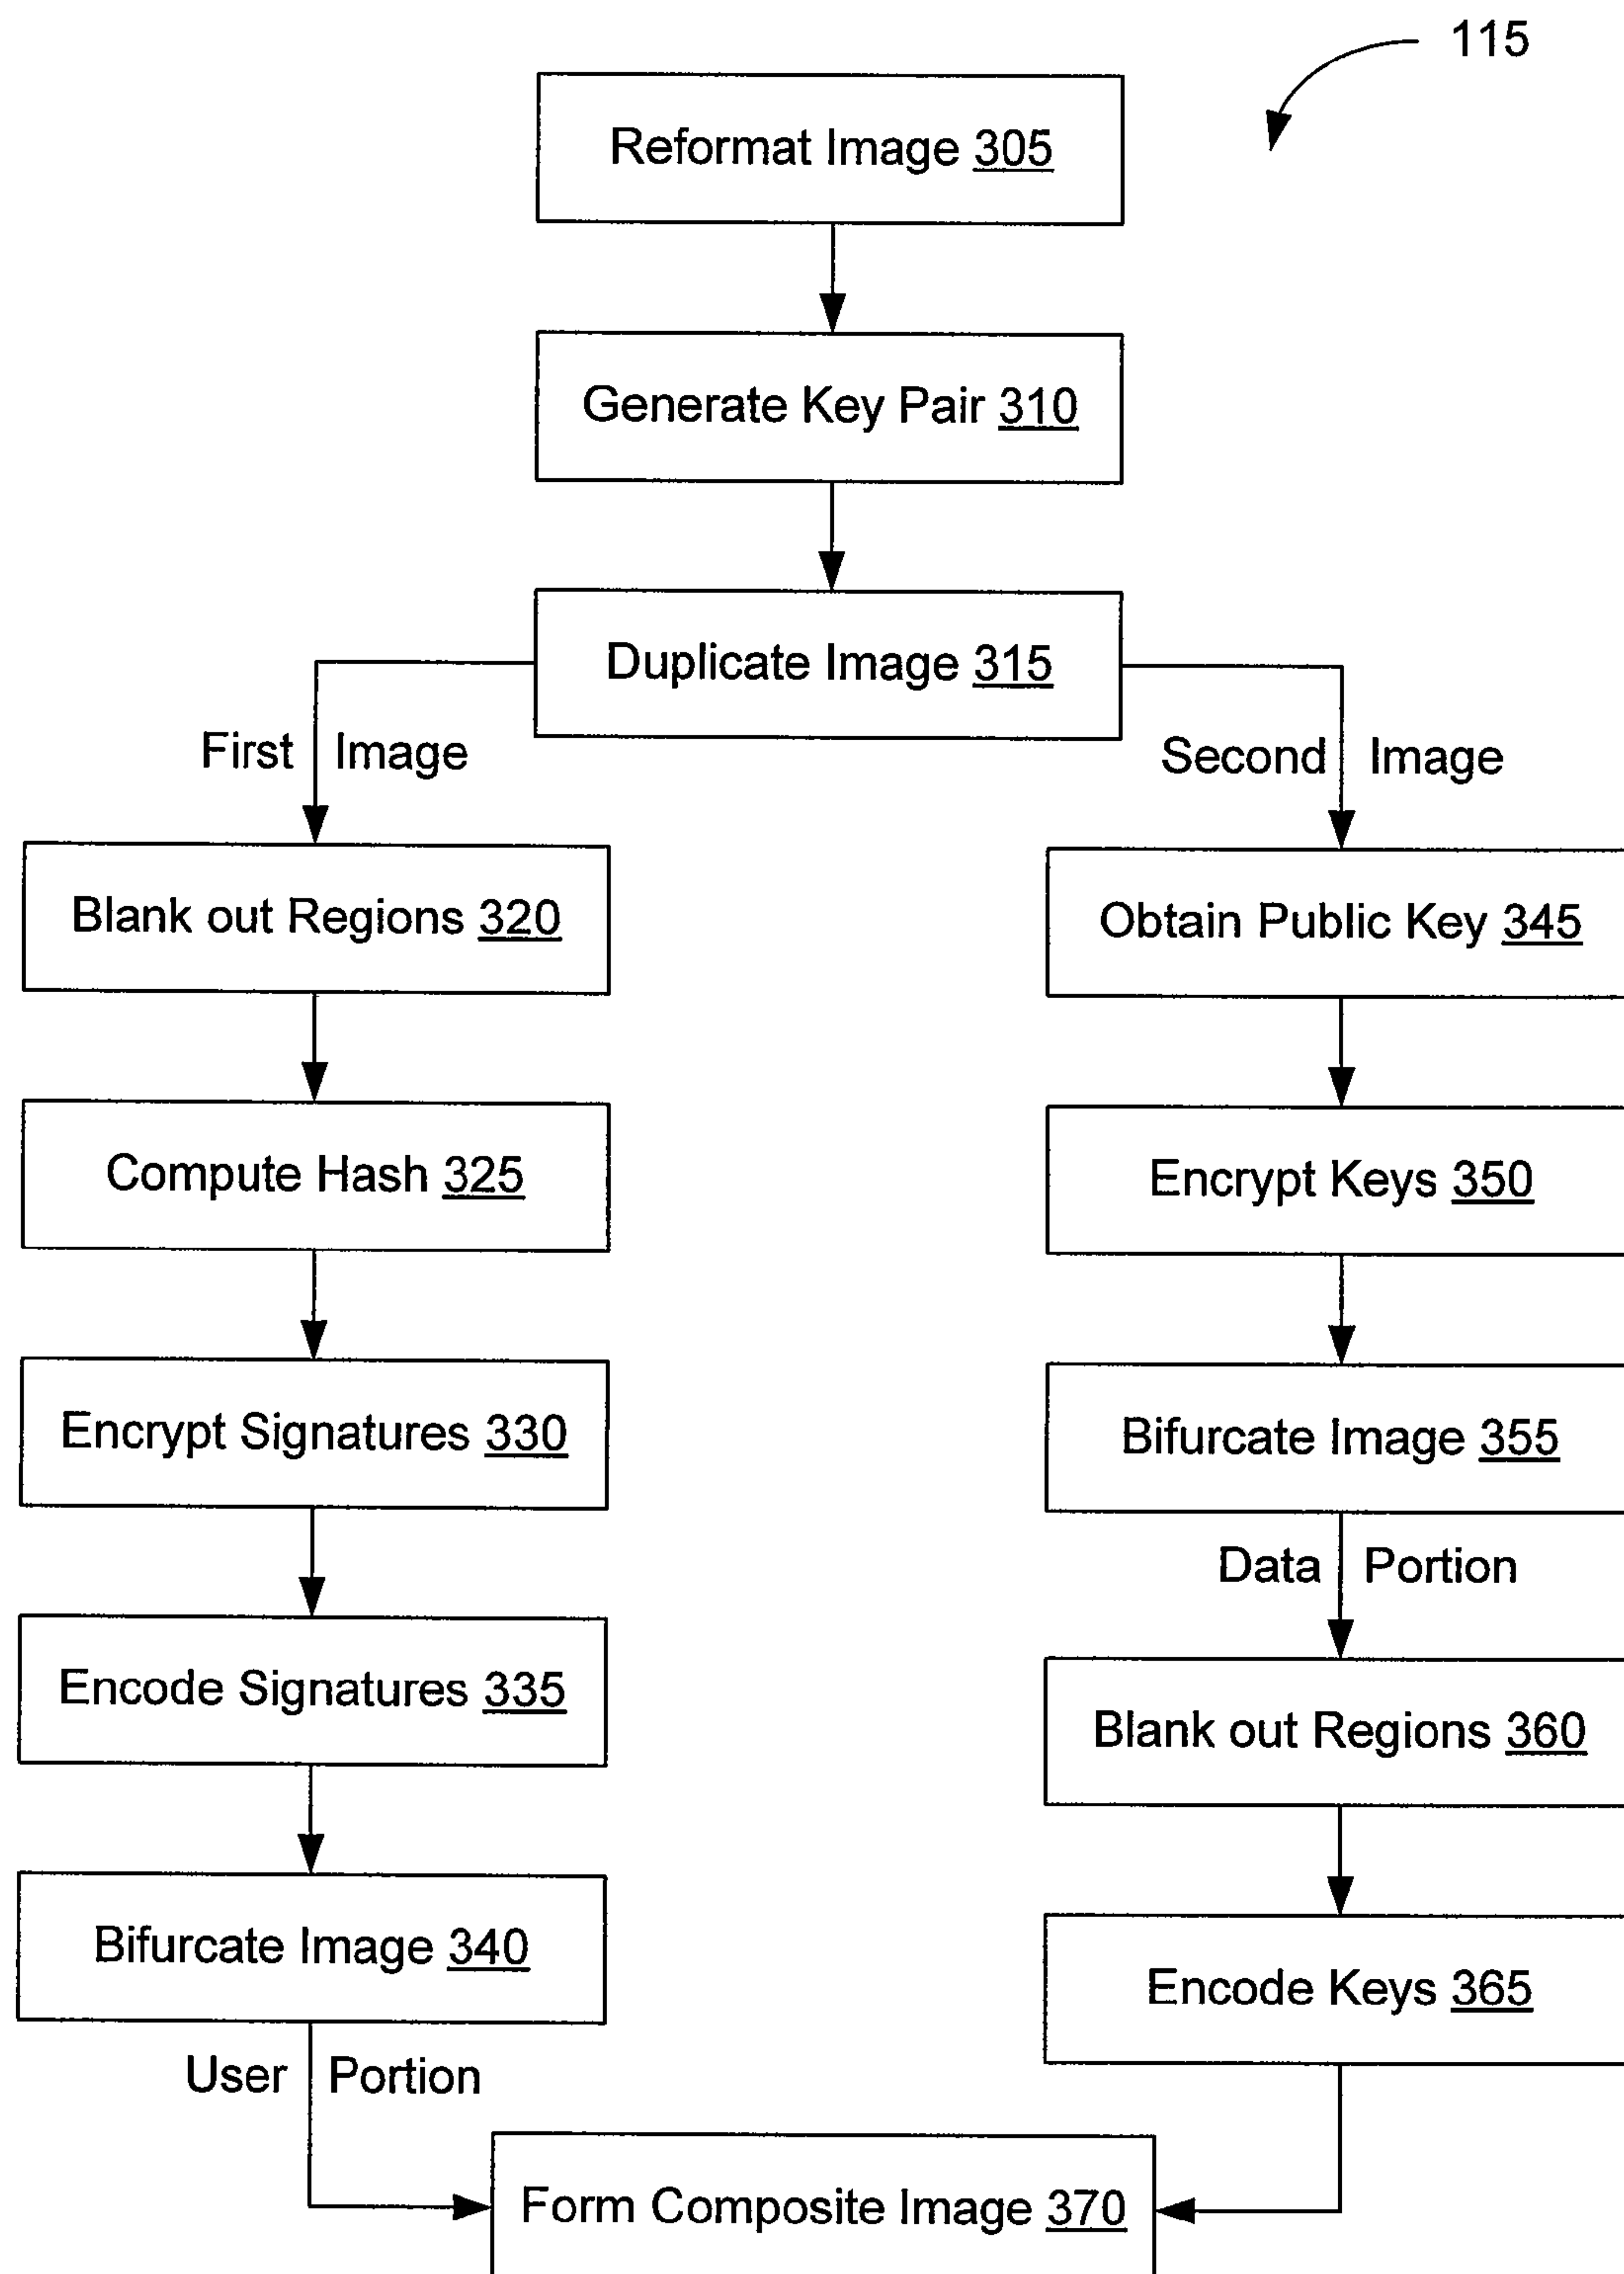 115
Reformat Image 305
Generate Key Pair 310
Duplicate Image 315
First Image
Second Image
Blank out Regions 320
Obtain Public Key 345
Compute Hash 325
Encrypt Keys 350
Encrypt Signatures 330
Bifurcate Image 355
Data Portion
Encode Signatures 335
Blank out Regions 360
Bifurcate Image 340
Encode Keys 365
User Portion
Form Composite Image 370